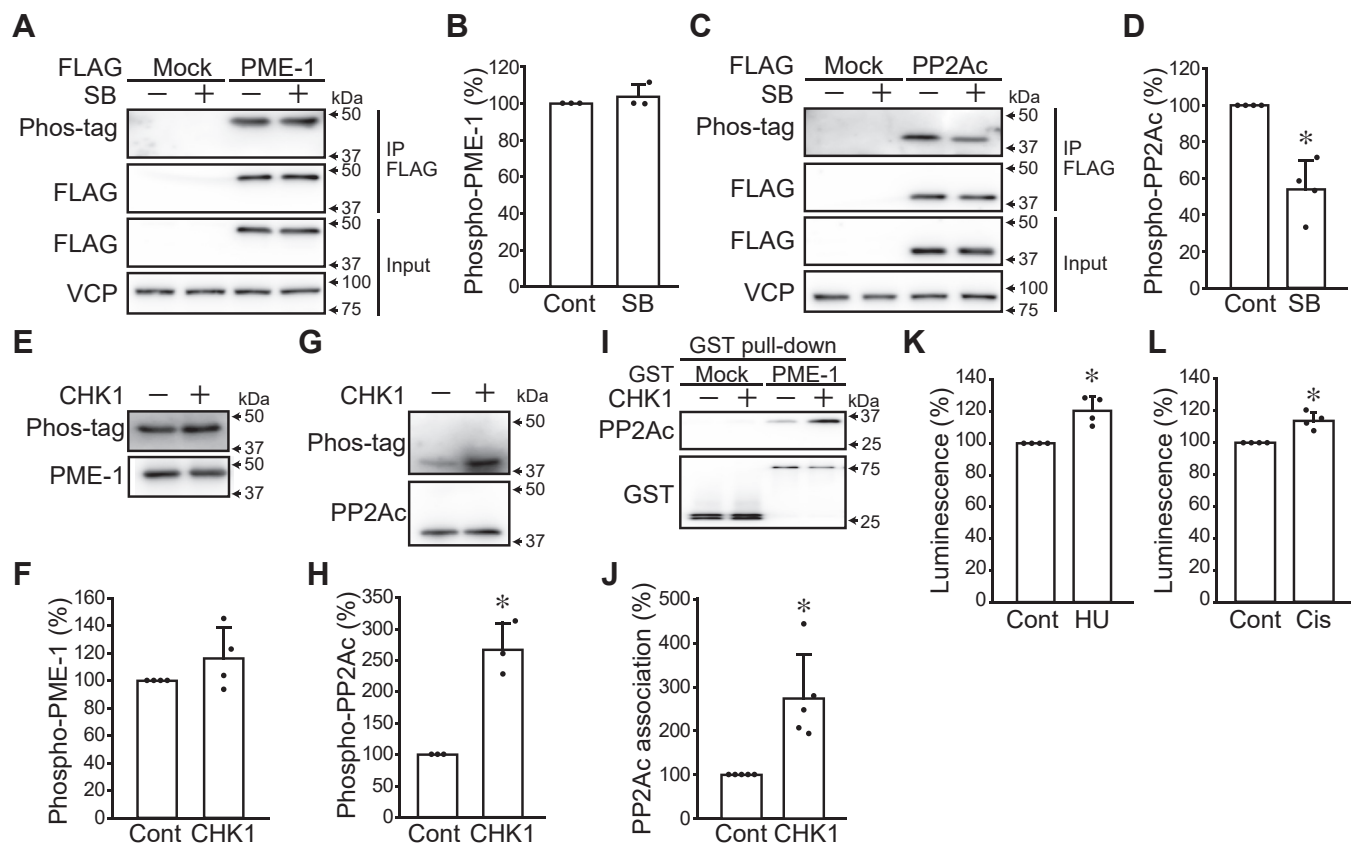 A
FLAG Mock PME-1
SB − + − + kDa
Phos-tag
50
37
FLAG
50
37
IP
FLAG
FLAG
50
37
VCP
100
75
Input
B
Phospho-PME-1 (%)
120
100
80
60
40
20
0
Cont SB
C
FLAG Mock PP2Ac
SB − + − + kDa
Phos-tag
50
37
FLAG
50
37
IP
FLAG
FLAG
50
37
VCP
100
75
Input
D
Phospho-PP2Ac (%)
120
100
80
60
40
20
0
*
Cont SB
E
CHK1 − + kDa
Phos-tag
50
37
PME-1
50
37
G
CHK1 − + kDa
Phos-tag
50
37
PP2Ac
50
37
I
GST pull-down
GST Mock PME-1
CHK1 − + − + kDa
PP2Ac
37
25
GST
75
25
K
Luminescence (%)
140
120
100
80
60
40
20
0
*
Cont HU
L
Luminescence (%)
140
120
100
80
60
40
20
0
*
Cont Cis
F
Phospho-PME-1 (%)
160
140
120
100
80
60
40
20
0
Cont CHK1
H
Phospho-PP2Ac (%)
350
300
250
200
150
100
50
0
*
Cont CHK1
J
PP2Ac association (%)
500
400
300
200
100
0
*
Cont CHK1